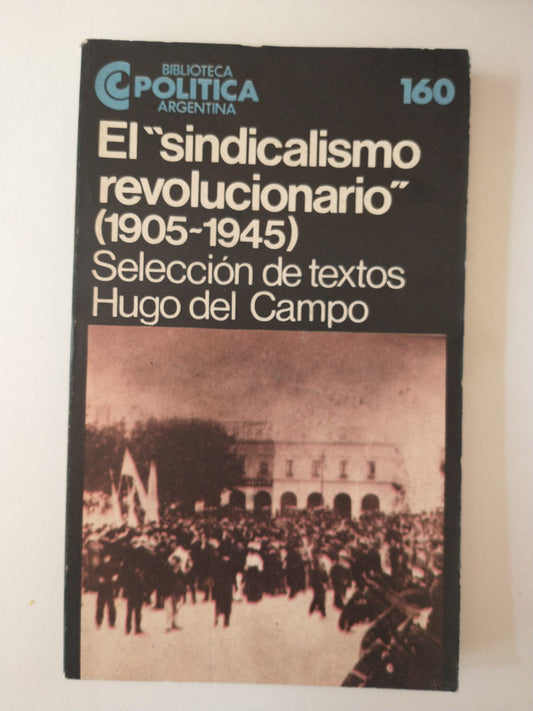 BIBLIOTECA
POLITICA
ARGENTINA
160
El “sindicalismo
revolucionario”
(1905-1945)
Selección de textos
Hugo del Campo